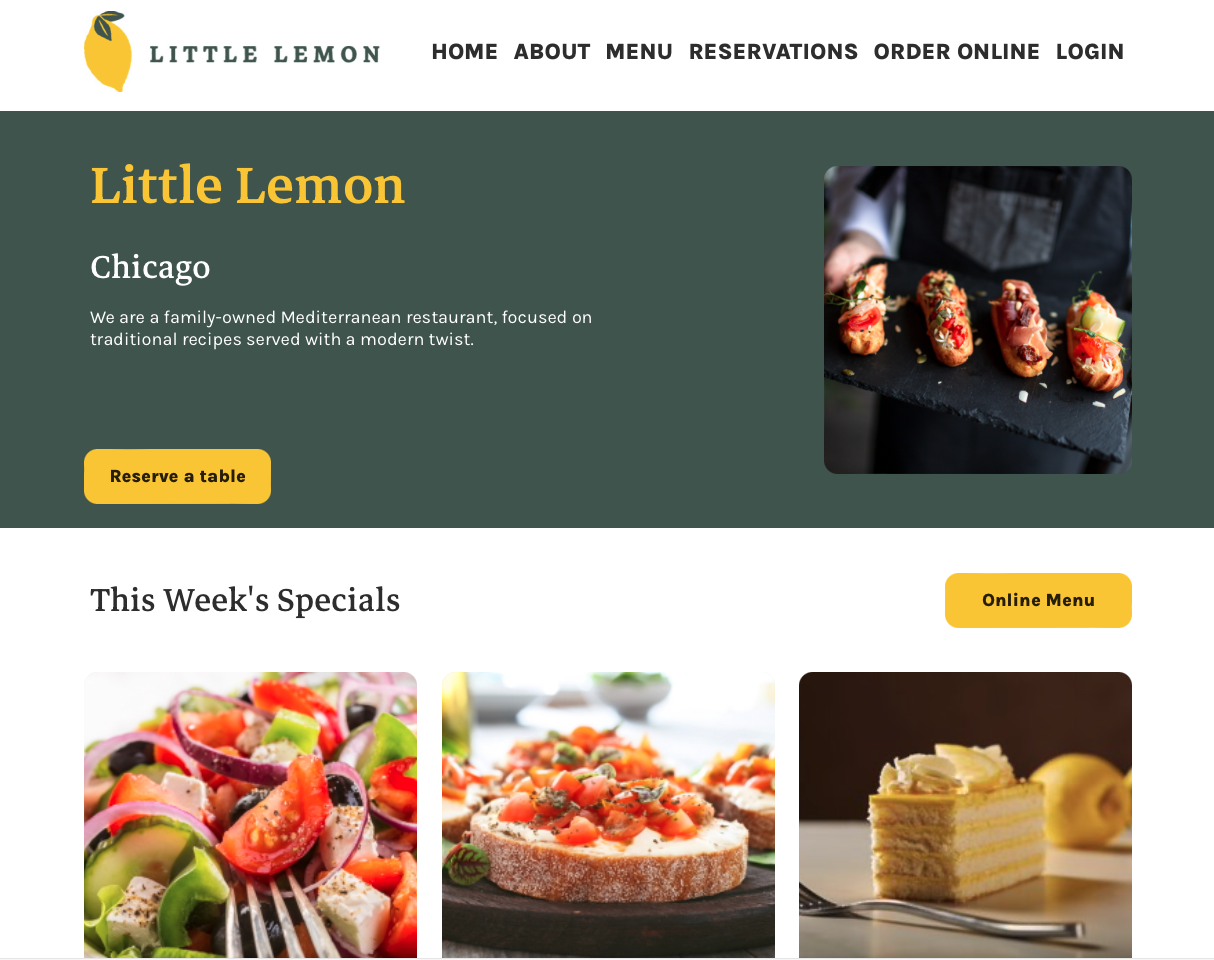 LITTLE LEMON
HOME ABOUT MENU RESERVATIONS ORDER ONLINE LOGIN
Little Lemon
Chicago
We are a family-owned Mediterranean restaurant, focused on
traditional recipes served with a modern twist.
Reserve a table
This Week's Specials
Online Menu